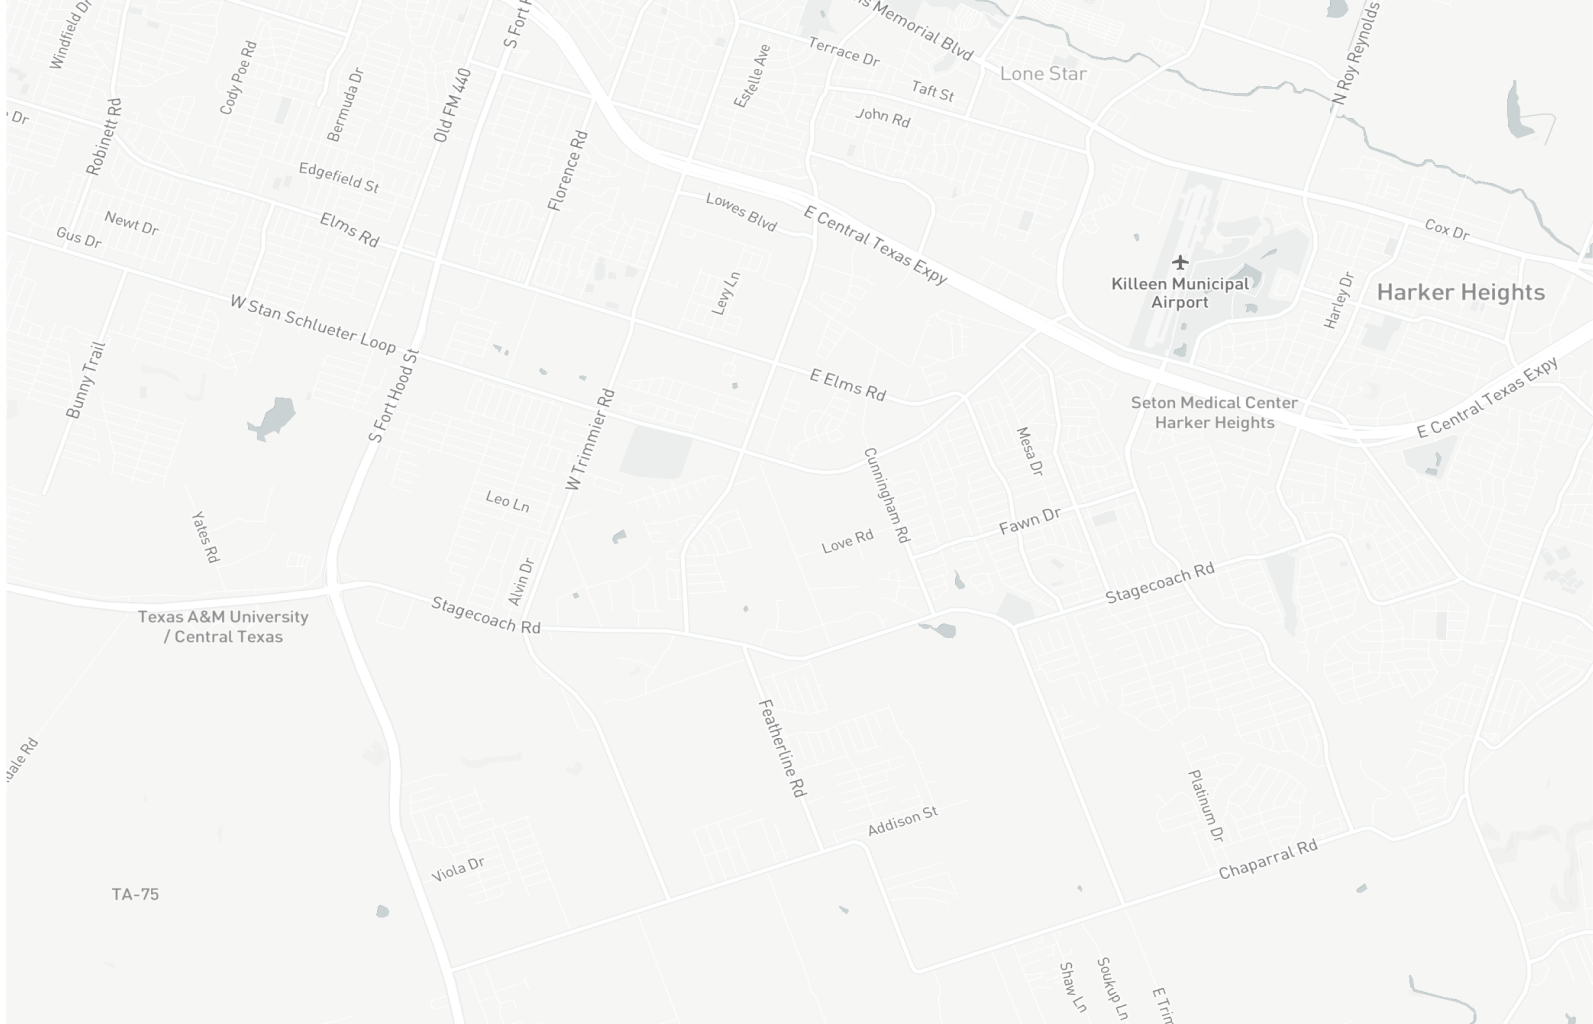 Windfield Dr
Cody Poe Rd
Bermuda Dr
Old FM 440
S Fort H
Estelle Ave
Terrace Dr
s Memorial Blvd
Lone Star
Taft St
John Rd
N Roy Reynolds
Dr
Robinett Rd
Edgefield St
Florence Rd
Newt Dr
Gus Dr
Elms Rd
Lowes Blvd
E Central Texas Expy
Cox Dr
Levy Ln
Killeen Municipal
Airport
Harley Dr
Harker Heights
W Stan Schlueter Loop
Bunny Trail
S Fort Hood St
W Trimmier Rd
E Elms Rd
Seton Medical Center
Harker Heights
E Central Texas Expy
Mesa Dr
Cunningham Rd
Leo Ln
Yates Rd
Love Rd
Fawn Dr
Alvin Dr
Stagecoach Rd
Stagecoach Rd
Texas A&M University
/ Central Texas
dale Rd
Featherline Rd
Platinum Dr
Addison St
Viola Dr
Chaparral Rd
TA-75
Shaw Ln
Soukup Ln
E Trim